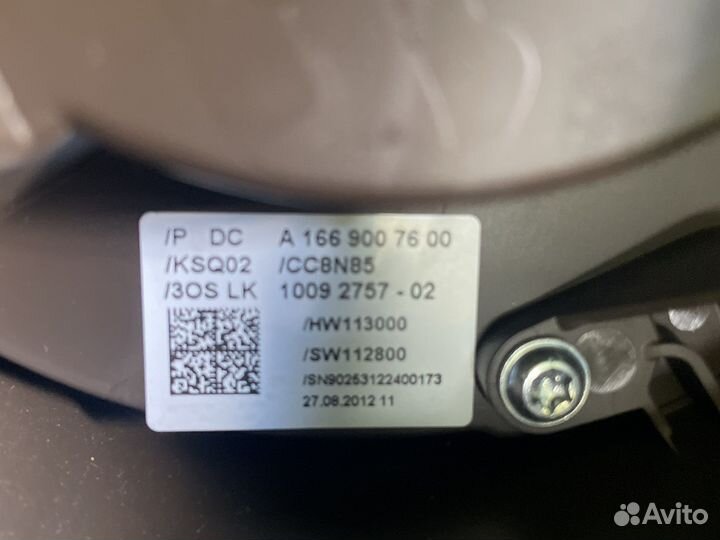 /P DC A 166 900 76 00
/KSQ02 /CC8N85
/3OS LK 1009 2757 - 02
/HW113000
/SW112800
/SN90253122400173
27.08.2012 11
Avito